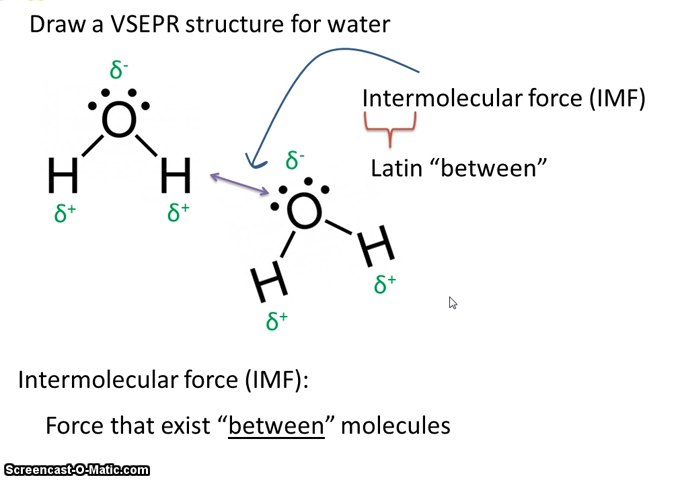 Draw a VSEPR structure for water
δ-
O
H H
δ+ δ+
Intermolecular force (IMF)
Latin “between”
δ-
O
H
H
δ+
δ+
Intermolecular force (IMF):
Force that exist “between” molecules
Screencast-O-Matic.com